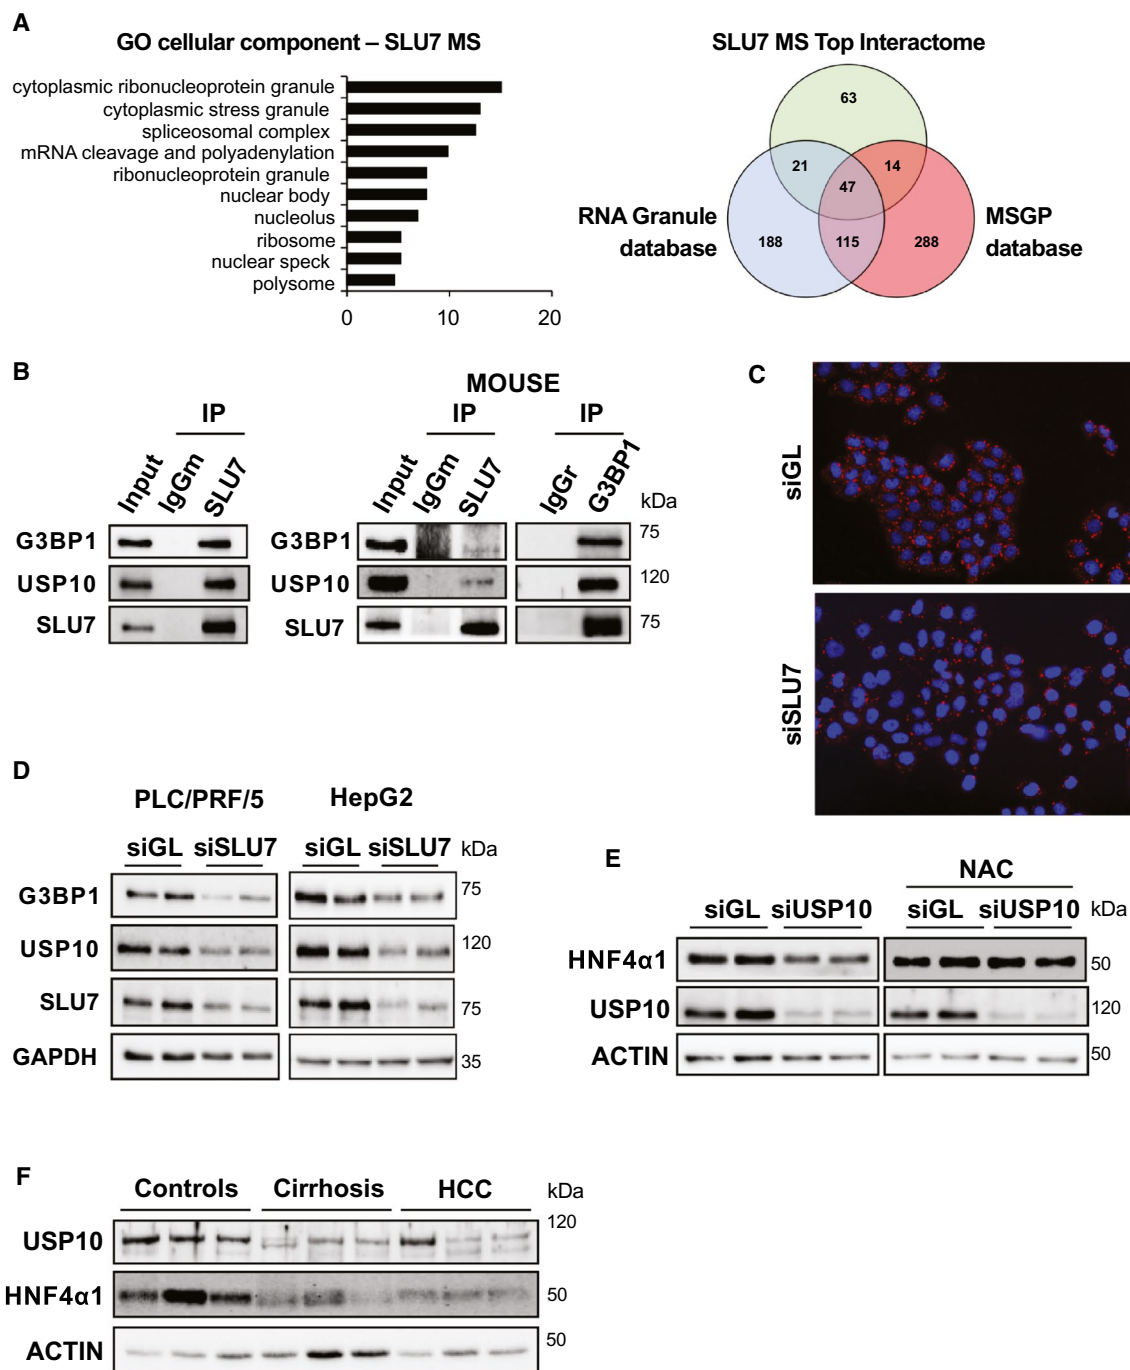 A
GO cellular component – SLU7 MS
cytoplasmic ribonucleoprotein granule
cytoplasmic stress granule
spliceosomal complex
mRNA cleavage and polyadenylation
ribonucleoprotein granule
nuclear body
nucleolus
ribosome
nuclear speck
polysome
0 10 20
SLU7 MS Top Interactome
63
21 14
47
RNA Granule
database
188 115 288
MSGP
database
B
IP
Input IgGm SLU7
G3BP1
USP10
SLU7
MOUSE
IP IP
Input IgGm SLU7 IgGr G3BP1
kDa
G3BP1 75
USP10 120
SLU7 75
C
siGL
siSLU7
D
PLC/PRF/5 HepG2
siGL siSLU7 siGL siSLU7 kDa
G3BP1 75
USP10 120
SLU7 75
GAPDH 35
E
NAC
siGL siUSP10 siGL siUSP10 kDa
HNF4α1 50
USP10 120
ACTIN 50
F
Controls Cirrhosis HCC kDa
USP10 120
HNF4α1 50
ACTIN 50